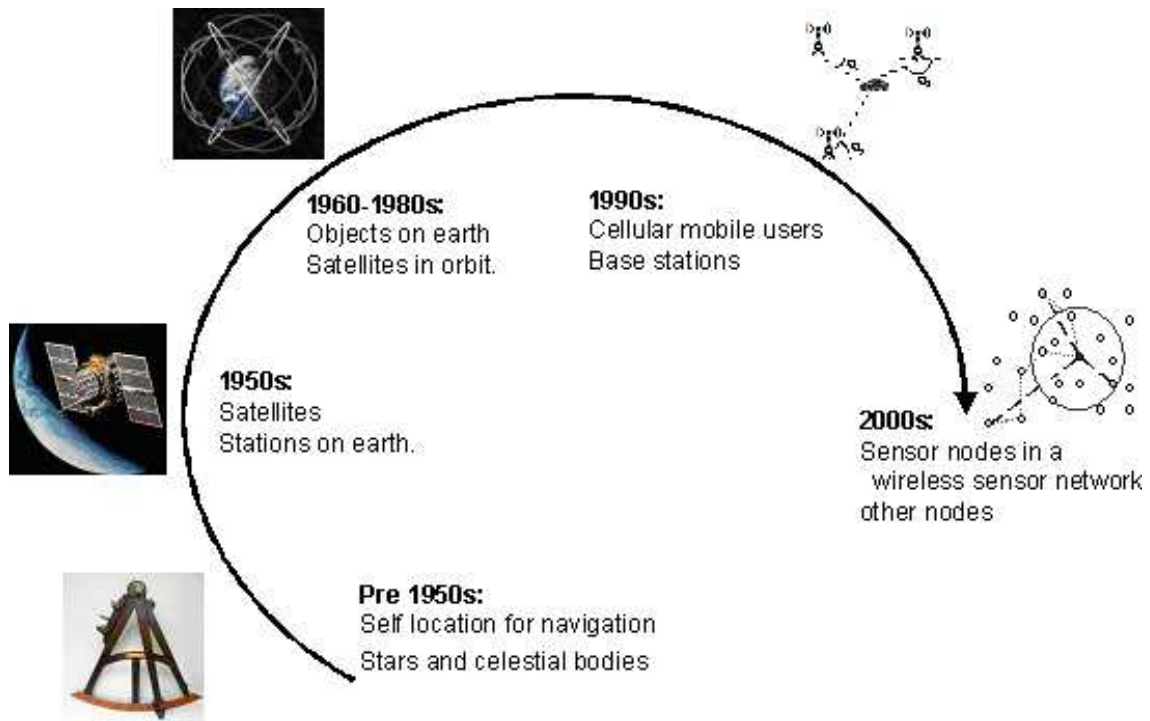 1960-1980s:
Objects on earth
Satellites in orbit.
1990s:
Cellular mobile users
Base stations
1950s:
Satellites
Stations on earth.
2000s:
Sensor nodes in a
wireless sensor network
other nodes
Pre 1950s:
Self location for navigation
Stars and celestial bodies